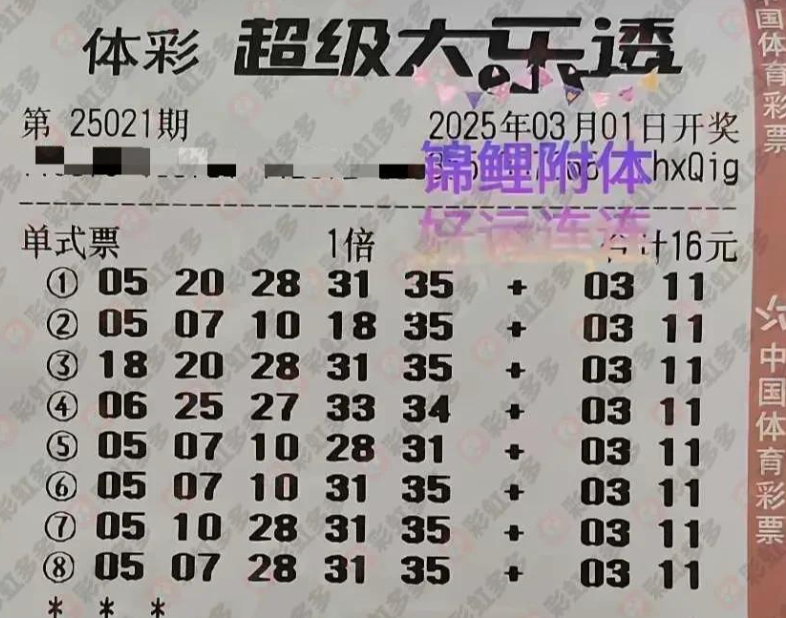 体彩 超级大乐透
第 25021期
2025年03月01日开奖
锦鲤附体
hxQig
好运连连
单式票 1倍 合计16元
① 05 20 28 31 35 + 03 11
② 05 07 10 18 35 + 03 11
③ 18 20 28 31 35 + 03 11
④ 06 25 27 33 34 + 03 11
⑤ 05 07 10 28 31 + 03 11
⑥ 05 07 10 31 35 + 03 11
⑦ 05 10 28 31 35 + 03 11
⑧ 05 07 28 31 35 + 03 11
* * *
中国体育彩票
中国体育彩票
彩虹多多